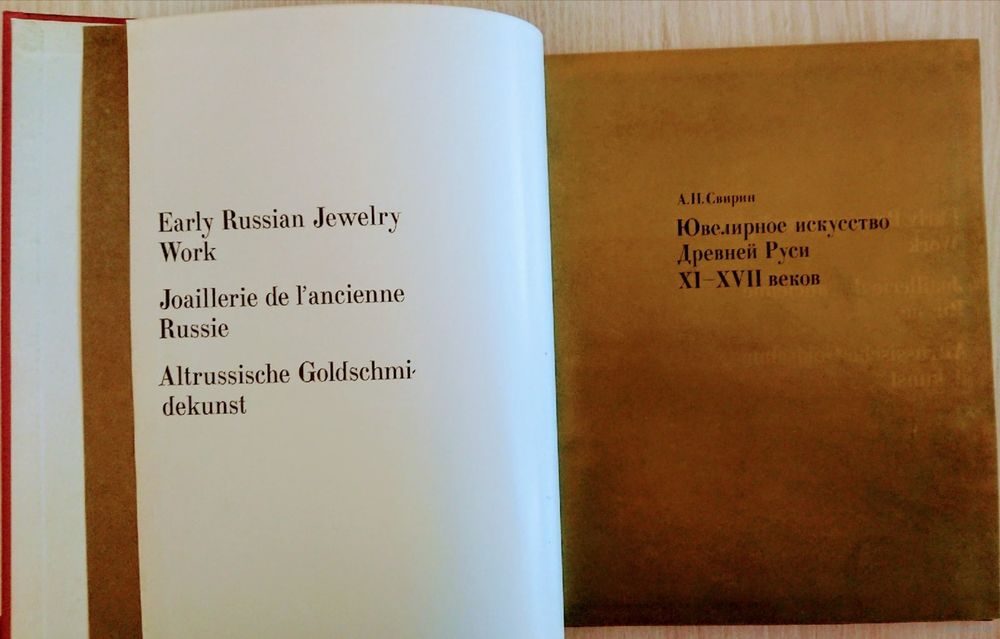 Early Russian Jewelry
Work
Joaillerie de l'ancienne
Russie
Altrussische Goldschmi-
dekunst
А.Н.Свирин
Ювелирное искусство
Древней Руси
XI–XVII веков